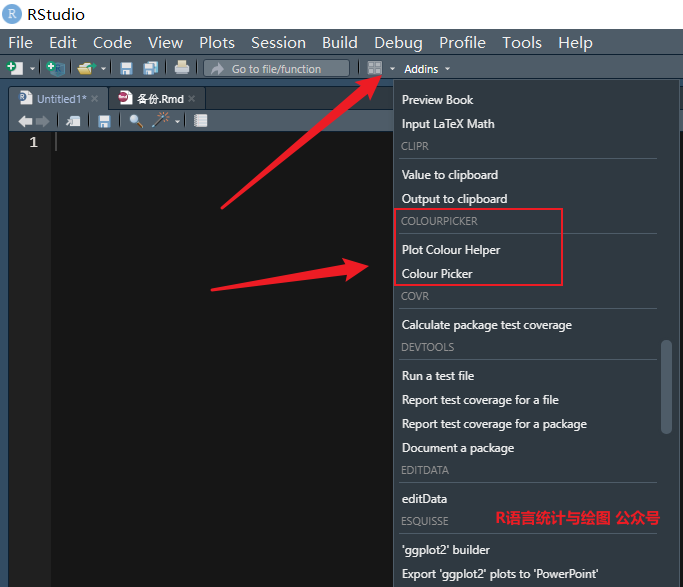 RStudio
File Edit Code View Plots Session Build Debug Profile Tools Help
Go to file/function Addins
Untitled1* 备份.Rmd
1
Preview Book
Input LaTeX Math
CLIPR
Value to clipboard
Output to clipboard
COLOURPICKER
Plot Colour Helper
Colour Picker
COVR
Calculate package test coverage
DEVTOOLS
Run a test file
Report test coverage for a file
Report test coverage for a package
Document a package
EDITDATA
editData
ESQUISSE
R语言统计与绘图 公众号
'ggplot2' builder
Export 'ggplot2' plots to 'PowerPoint'